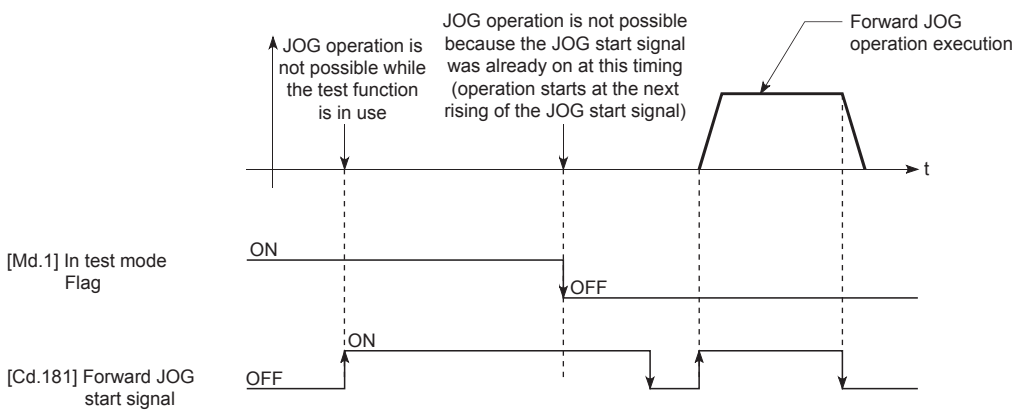 JOG operation is
not possible while
the test function
is in use
JOG operation is not possible
because the JOG start signal
was already on at this timing
(operation starts at the next
rising of the JOG start signal)
Forward JOG
operation execution
t
[Md.1] In test mode
Flag
ON
OFF
[Cd.181] Forward JOG
start signal
OFF
ON